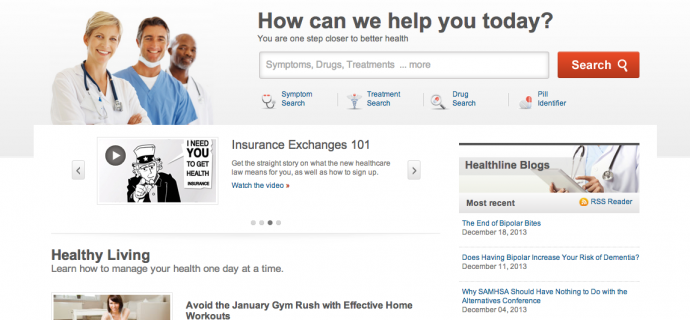 How can we help you today?
You are one step closer to better health
Symptoms, Drugs, Treatments ... more
Search
Symptom
Search
Treatment
Search
Drug
Search
Pill
Identifier
I NEED
YOU
TO GET
HEALTH
INSURANCE
Insurance Exchanges 101
Get the straight story on what the new healthcare
law means for you, as well as how to sign up.
Watch the video »
Healthline Blogs
Most recent
RSS Reader
The End of Bipolar Bites
December 18, 2013
Does Having Bipolar Increase Your Risk of Dementia?
December 11, 2013
Why SAMHSA Should Have Nothing to Do with the
Alternatives Conference
December 04, 2013
Healthy Living
Learn how to manage your health one day at a time.
Avoid the January Gym Rush with Effective Home
Workouts